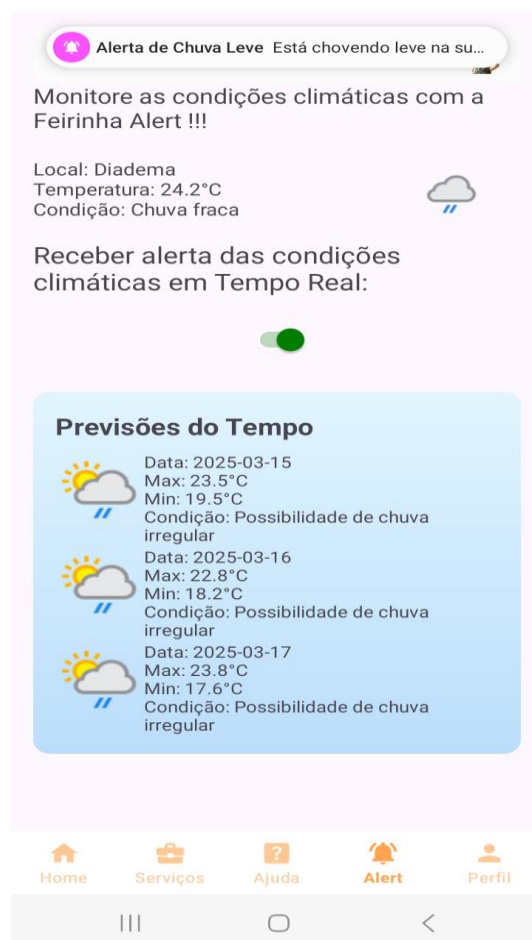 Alerta de Chuva Leve Está chovendo leve na su...
Monitore as condições climáticas com a
Feirinha Alert !!!
Local: Diadema
Temperatura: 24.2°C
Condição: Chuva fraca
Receber alerta das condições
climáticas em Tempo Real:
Previsões do Tempo
Data: 2025-03-15
Max: 23.5°C
Min: 19.5°C
Condição: Possibilidade de chuva
irregular
Data: 2025-03-16
Max: 22.8°C
Min: 18.2°C
Condição: Possibilidade de chuva
irregular
Data: 2025-03-17
Max: 23.8°C
Min: 17.6°C
Condição: Possibilidade de chuva
irregular
Home Serviços Ajuda Alert Perfil